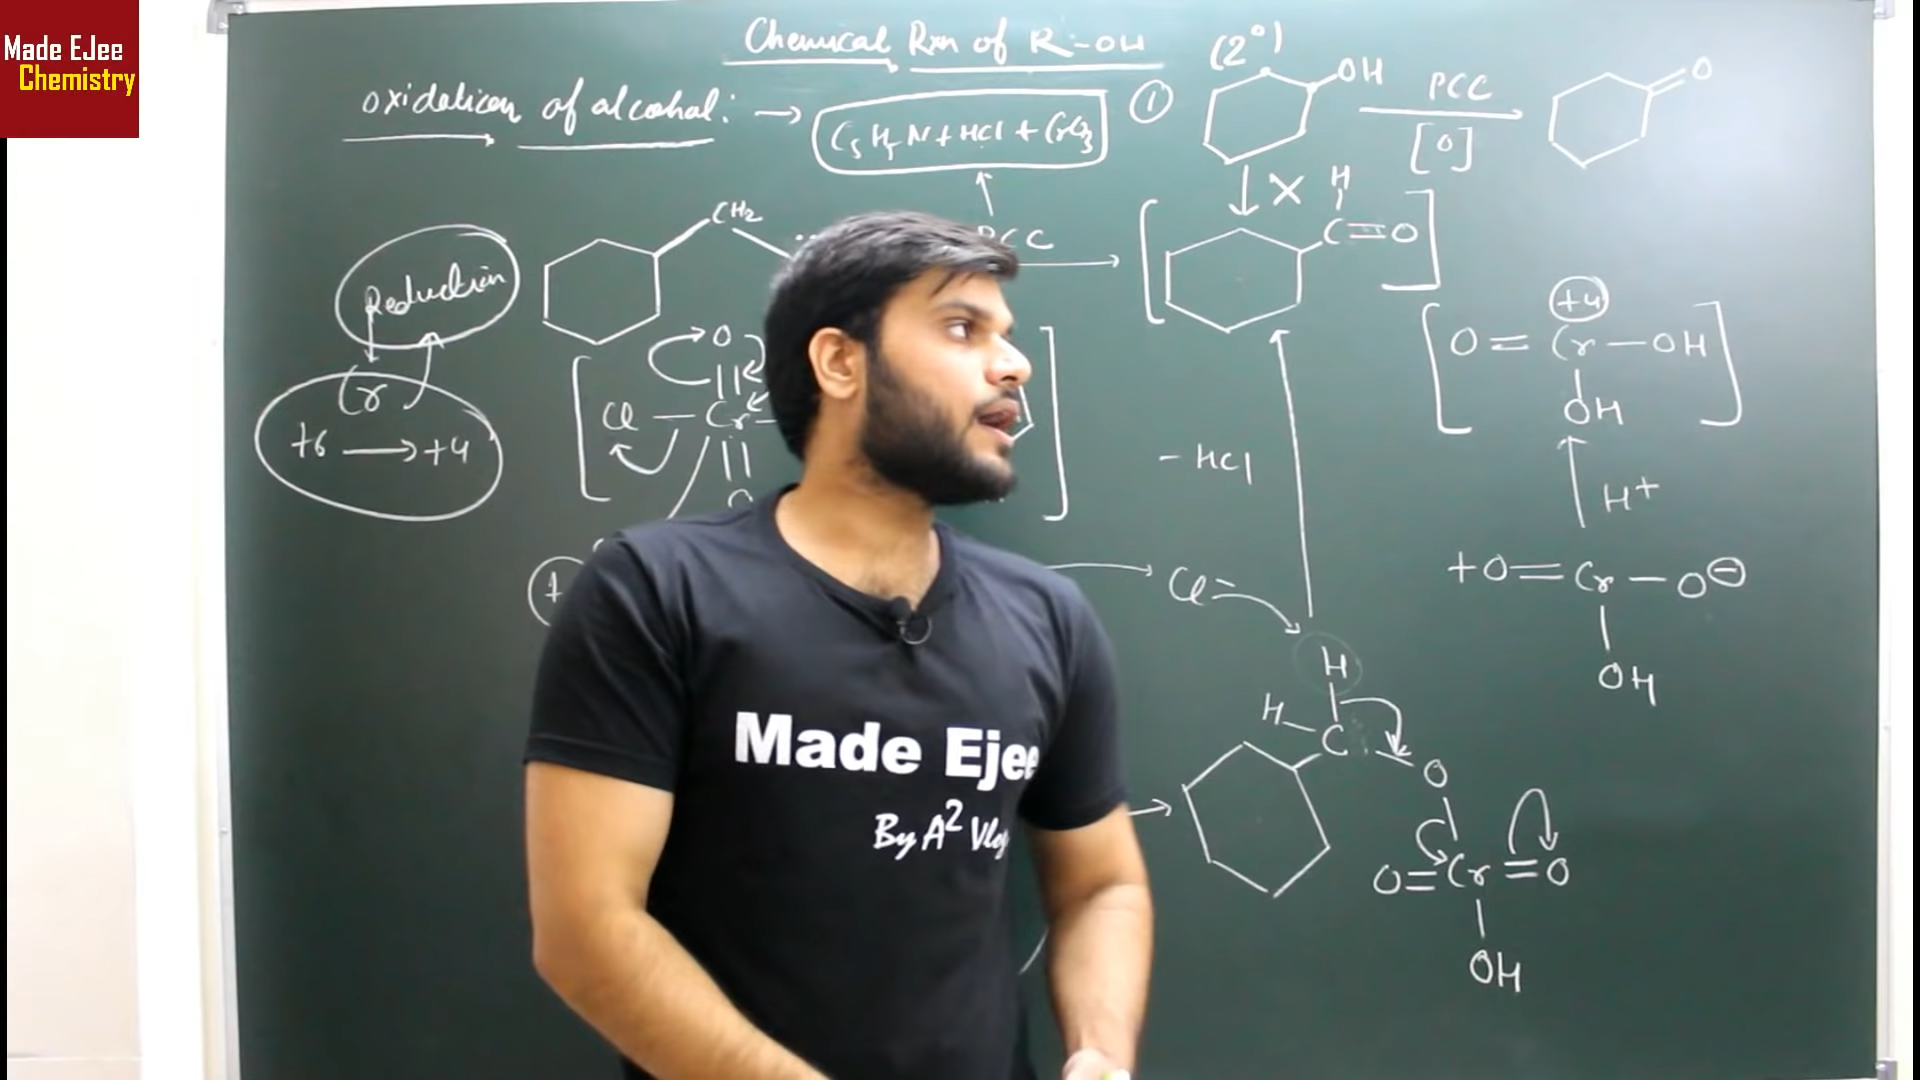 Made EJee
Chemistry
Chemical Rxn of R-OH
oxidation of alcohal: →
C5H5N + HCl + CrO3
①
(2°)
OH
PCC
[O]
O
X
H
C=O
CH2
CC
Reduction
Cr
+6 → +4
O
Cl — Cr —
- HCl
+4
O = Cr — OH
OH
H+
+O=Cr—O⊖
OH
Cl-
H
H—C
O
O=Cr=O
OH
Made Ejee
By A2 Vlog